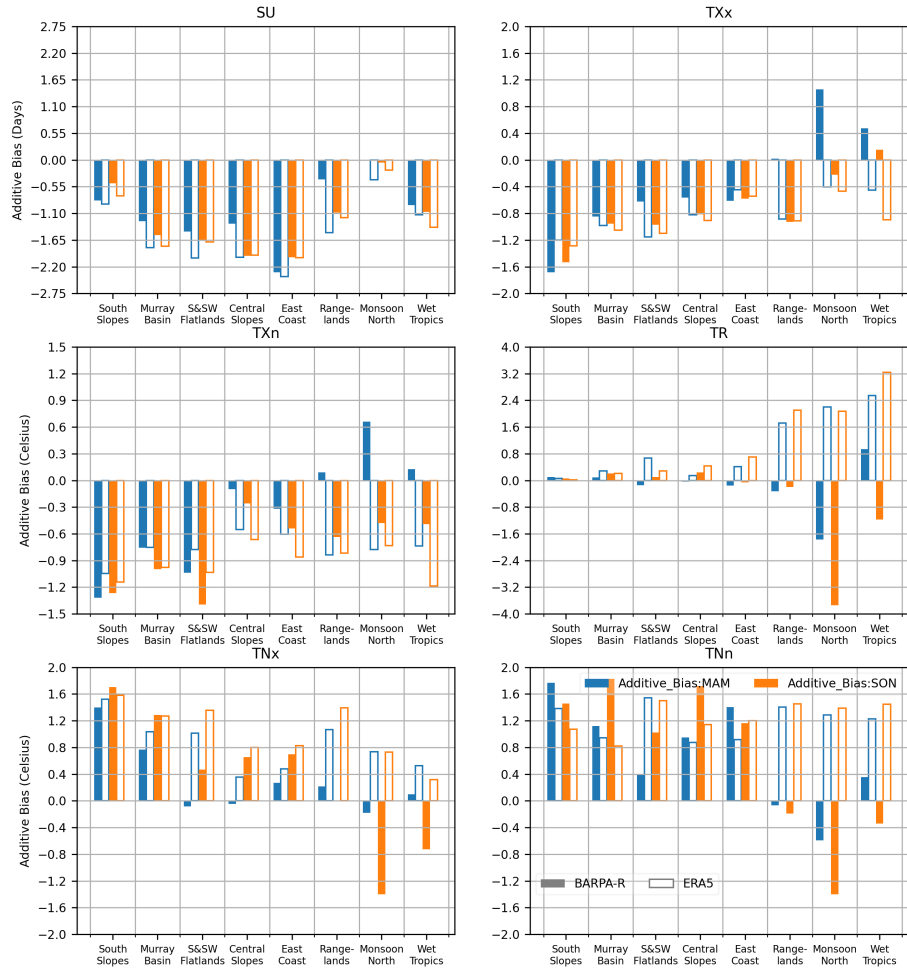 SU
TXx
2.75
2.20
1.65
1.10
0.55
0.00
−0.55
−1.10
−1.65
−2.20
−2.75
Additive Bias (Days)
South Slopes
Murray Basin
S&SW Flatlands
Central Slopes
East Coast
Range-lands
Monsoon North
Wet Tropics
2.0
1.6
1.2
0.8
0.4
0.0
−0.4
−0.8
−1.2
−1.6
2.0
South Slopes
Murray Basin
S&SW Flatlands
Central Slopes
East Coast
Range-lands
Monsoon North
Wet Tropics
TXn
TR
1.5
1.2
0.9
0.6
0.3
0.0
−0.3
−0.6
−0.9
−1.2
−1.5
Additive Bias (Celsius)
South Slopes
Murray Basin
S&SW Flatlands
Central Slopes
East Coast
Range-lands
Monsoon North
Wet Tropics
4.0
3.2
2.4
1.6
0.8
0.0
−0.8
−1.6
−2.4
−3.2
−4.0
South Slopes
Murray Basin
S&SW Flatlands
Central Slopes
East Coast
Range-lands
Monsoon North
Wet Tropics
TNx
TNn
2.0
1.6
1.2
0.8
0.4
0.0
−0.4
−0.8
−1.2
−1.6
−2.0
Additive Bias (Celsius)
South Slopes
Murray Basin
S&SW Flatlands
Central Slopes
East Coast
Range-lands
Monsoon North
Wet Tropics
2.0
1.6
1.2
0.8
0.4
0.0
−0.4
−0.8
−1.2
−1.6
−2.0
Additive_Bias:MAM
Additive_Bias:SON
BARPA-R
ERA5
South Slopes
Murray Basin
S&SW Flatlands
Central Slopes
East Coast
Range-lands
Monsoon North
Wet Tropics